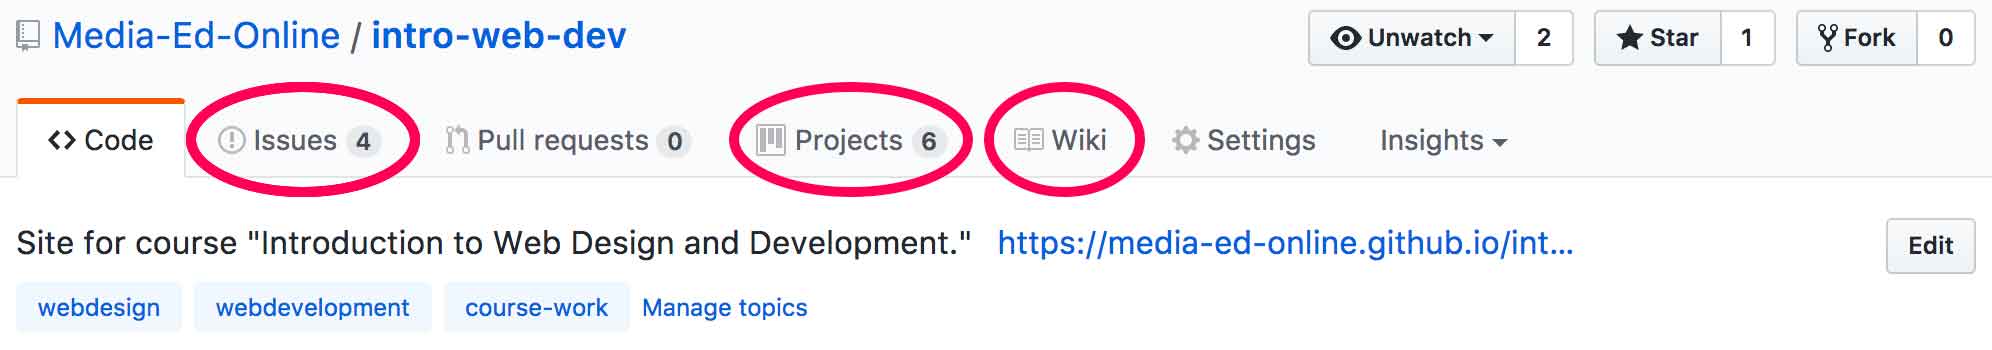 Media-Ed-Online / intro-web-dev Unwatch 2 Star 1 Fork 0
<> Code Issues 4 Pull requests 0 Projects 6 Wiki Settings Insights
Site for course "Introduction to Web Design and Development." https://media-ed-online.github.io/int... Edit
webdesign webdevelopment course-work Manage topics